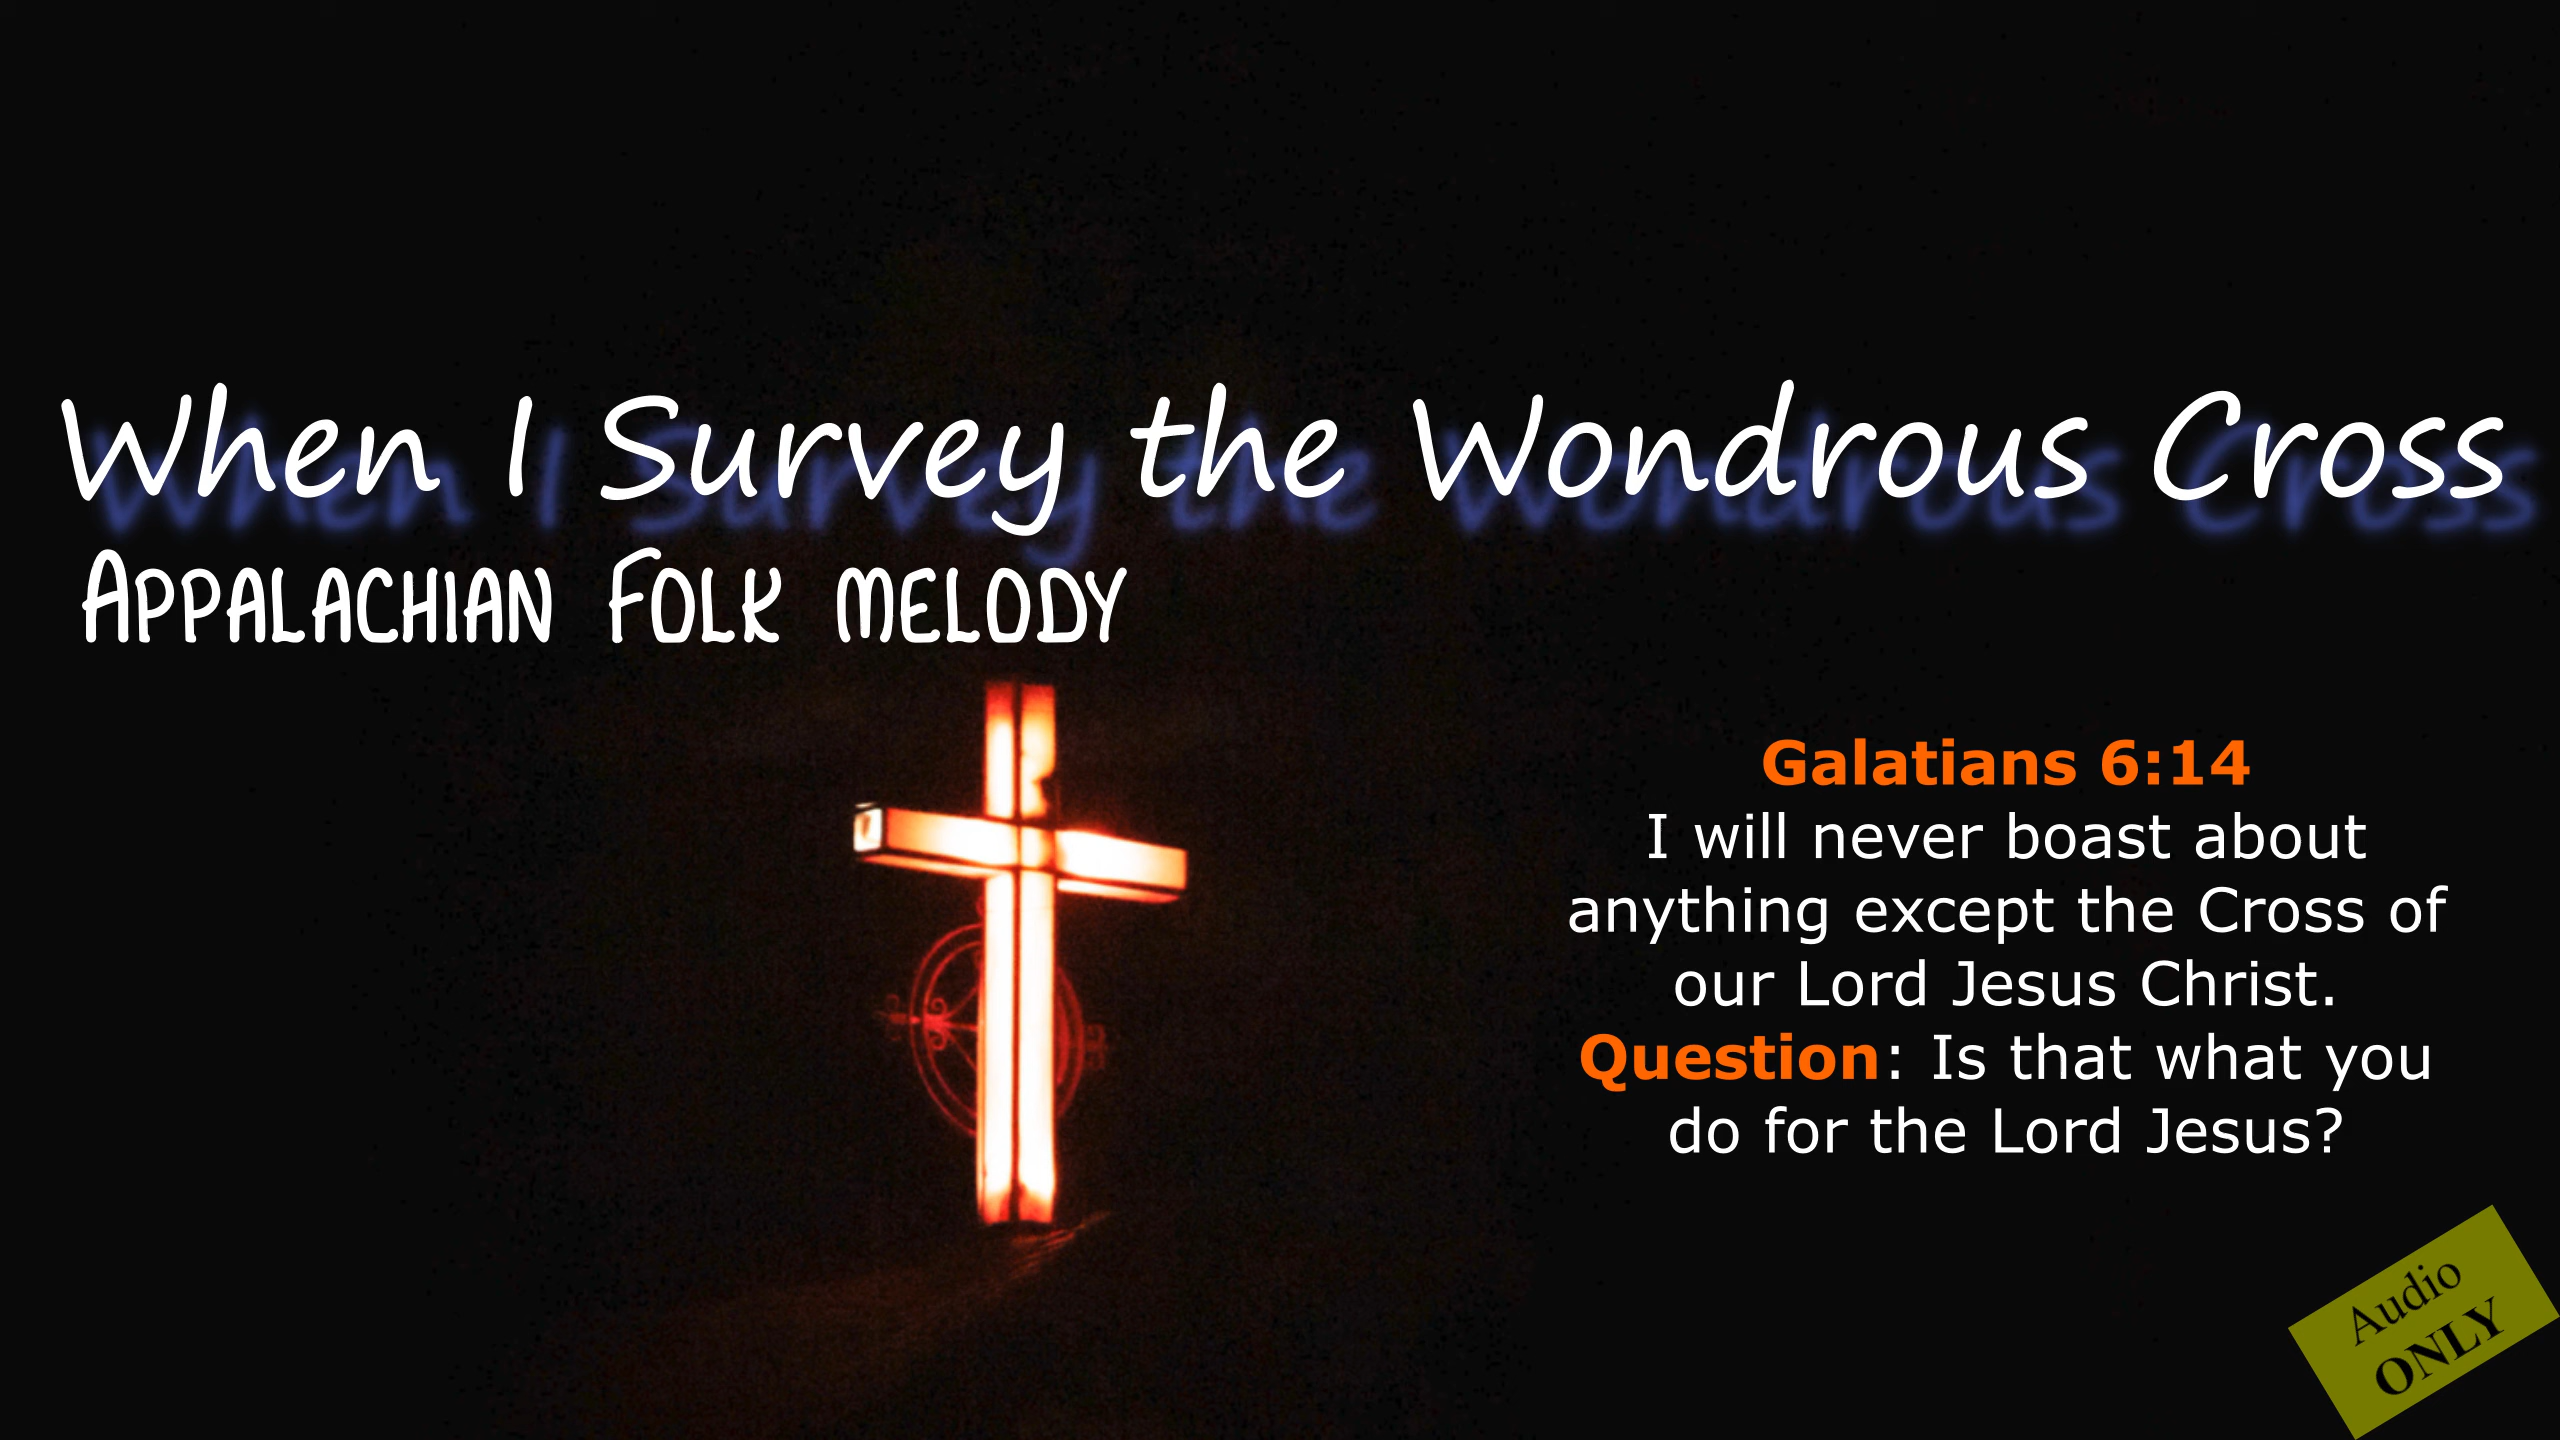 When I Survey the Wondrous Cross
Appalachian Folk melody
Galatians 6:14
I will never boast about
anything except the Cross of
our Lord Jesus Christ.
Question: Is that what you
do for the Lord Jesus?
Audio
ONLY